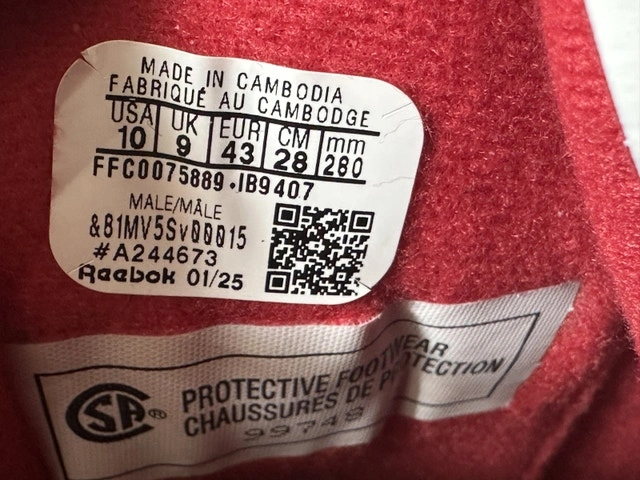 MADE IN CAMBODIA
FABRIQUÉ AU CAMBODGE
USA UK EUR CM mm
10 9 43 28 280
FFC0075889•IB9407
MALE/MÂLE
&81MV5Sv00015
#A244673
Reebok 01/25
CSA® PROTECTIVE FOOTWEAR
CHAUSSURES DE PROTECTION